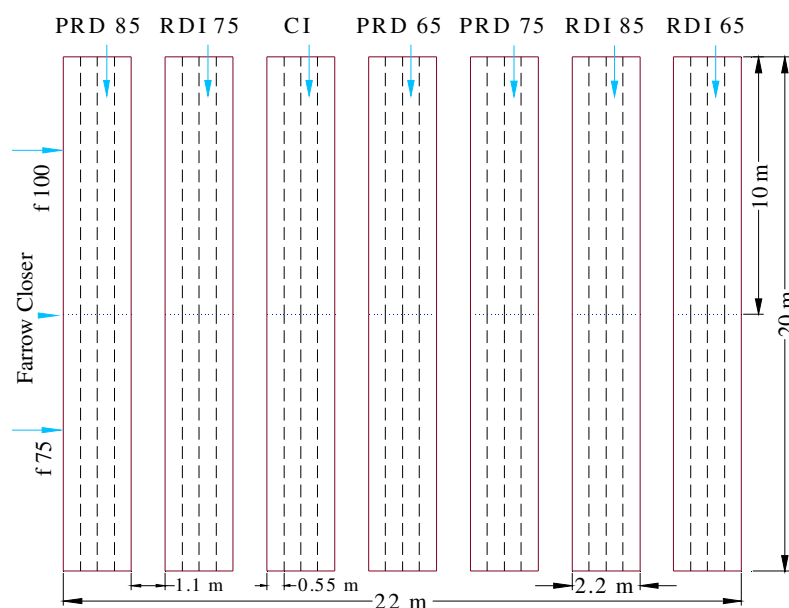 PRD 85 RDI 75 CI PRD 65 PRD 75 RDI 85 RDI 65
f 100
Farrow Closer
f 75
10 m
20 m
1.1 m 0.55 m 2.2 m
22 m